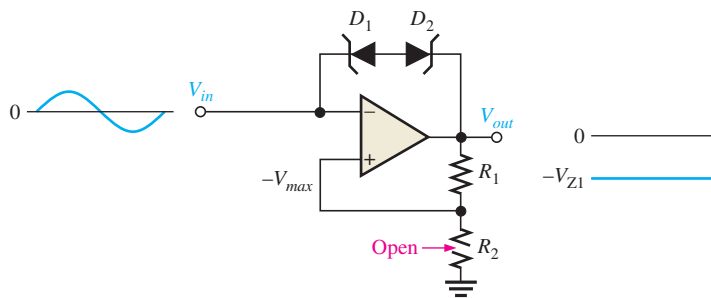 D1 D2
0
Vin
−
+
Vout
0
−Vmax
R1
−VZ1
Open
R2